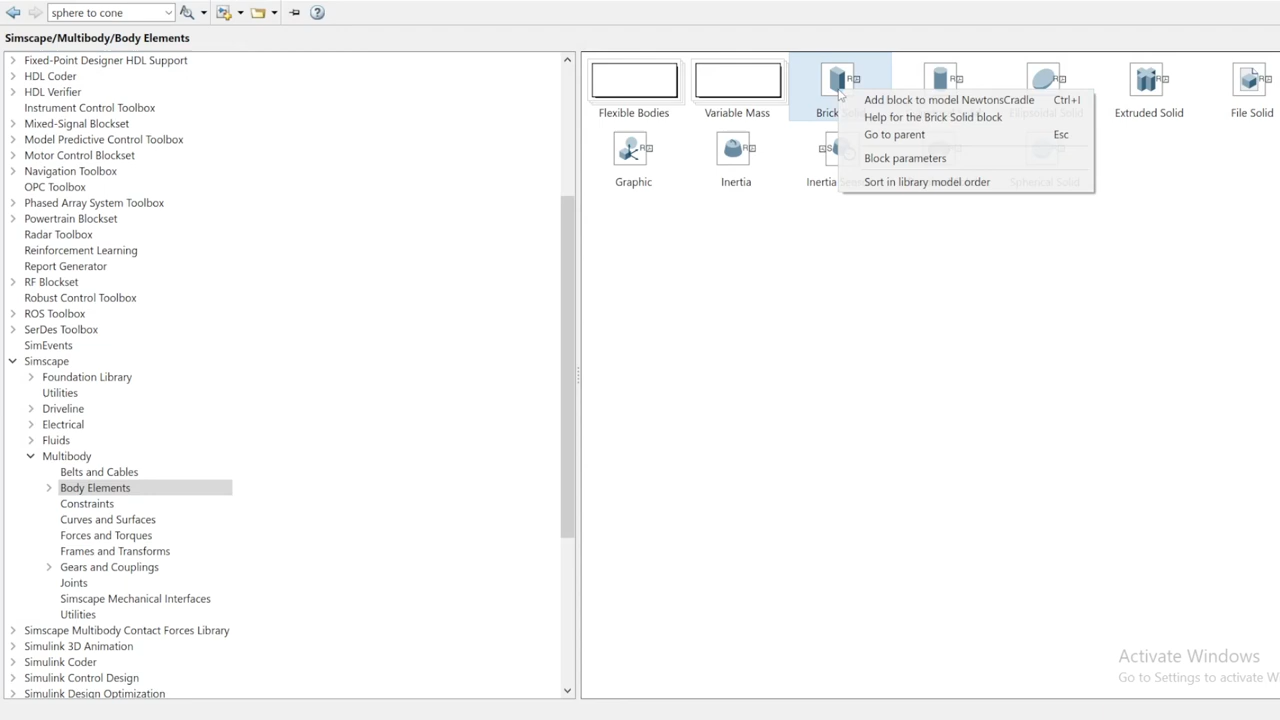 sphere to cone
Simscape/Multibody/Body Elements
Fixed-Point Designer HDL Support
HDL Coder
HDL Verifier
Instrument Control Toolbox
Mixed-Signal Blockset
Model Predictive Control Toolbox
Motor Control Blockset
Navigation Toolbox
OPC Toolbox
Phased Array System Toolbox
Powertrain Blockset
Radar Toolbox
Reinforcement Learning
Report Generator
RF Blockset
Robust Control Toolbox
ROS Toolbox
SerDes Toolbox
SimEvents
Simscape
Foundation Library
Utilities
Driveline
Electrical
Fluids
Multibody
Belts and Cables
Body Elements
Constraints
Curves and Surfaces
Forces and Torques
Frames and Transforms
Gears and Couplings
Joints
Simscape Mechanical Interfaces
Utilities
Simscape Multibody Contact Forces Library
Simulink 3D Animation
Simulink Coder
Simulink Control Design
Simulink Design Optimization
Flexible Bodies
Variable Mass
Brick Solid
Ellipsoidal Solid
Extruded Solid
File Solid
Graphic
Inertia
Inertia
Spherical Solid
Add block to model NewtonsCradle Ctrl+I
Help for the Brick Solid block
Go to parent Esc
Block parameters
Sort in library model order
Activate Windows
Go to Settings to activate W